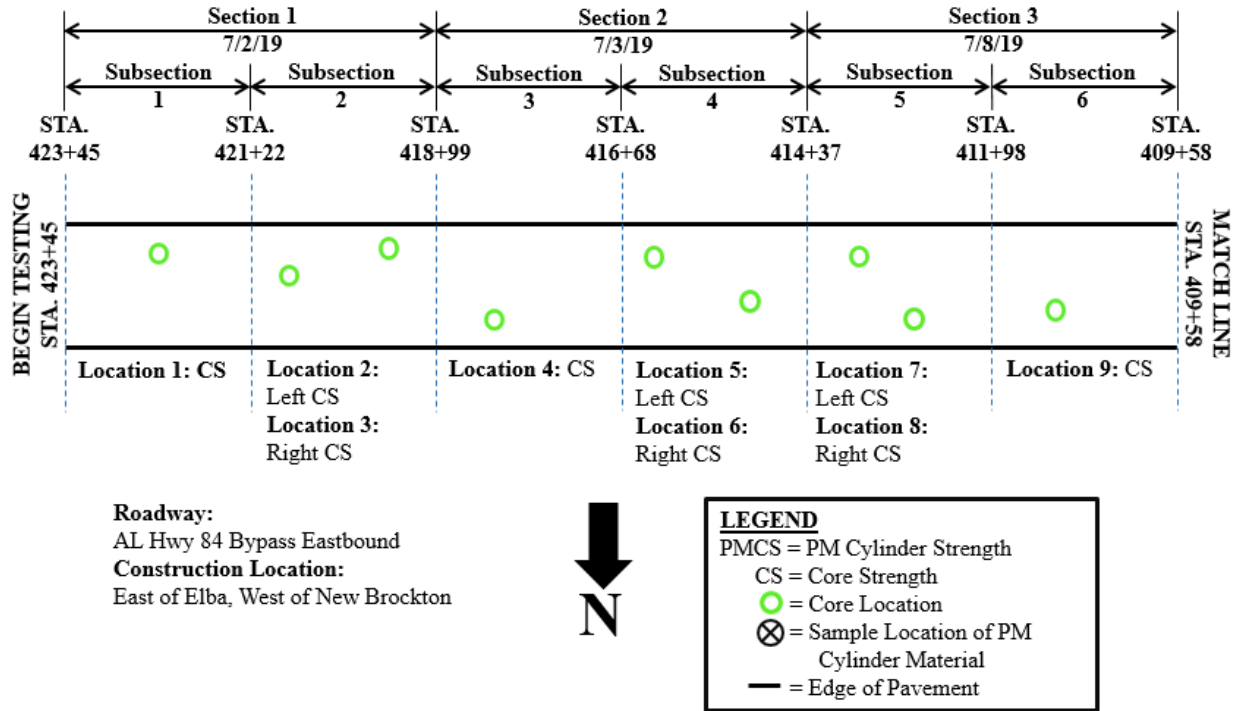 Section 1 Section 2 Section 3
7/2/19 7/3/19 7/8/19
Subsection Subsection Subsection Subsection Subsection Subsection
1 2 3 4 5 6
STA. STA. STA. STA. STA. STA. STA.
423+45 421+22 418+99 416+68 414+37 411+98 409+58
BEGIN TESTING
STA. 423+45
MATCH LINE
STA. 409+58
Location 1: CS
Location 2:
Left CS
Location 3:
Right CS
Location 4: CS
Location 5:
Left CS
Location 6:
Right CS
Location 7:
Left CS
Location 8:
Right CS
Location 9: CS
Roadway:
AL Hwy 84 Bypass Eastbound
Construction Location:
East of Elba, West of New Brockton
N
LEGEND
PMCS = PM Cylinder Strength
CS = Core Strength
= Core Location
= Sample Location of PM
Cylinder Material
= Edge of Pavement